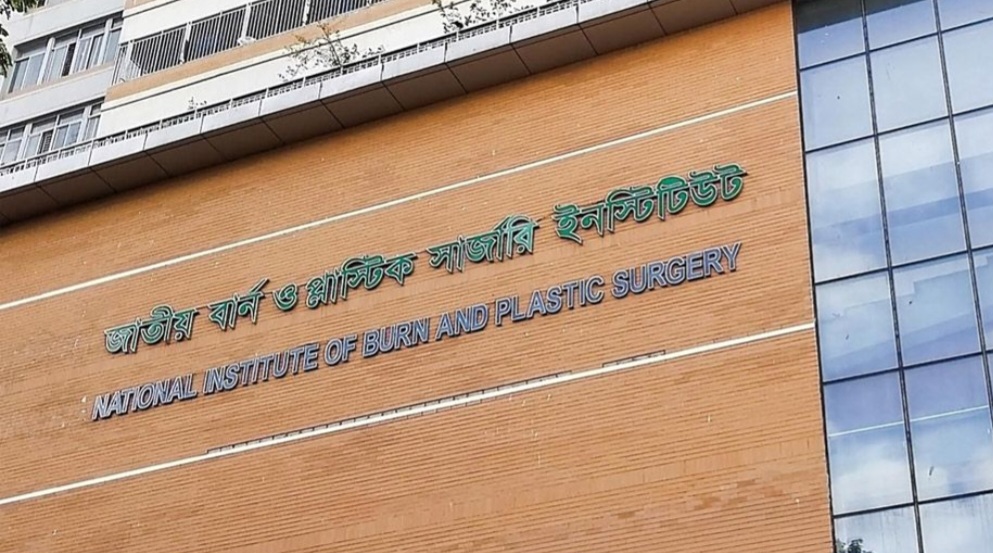 জাতীয় বার্ন ও প্লাস্টিক সার্জারি ইনস্টিটিউট
NATIONAL INSTITUTE OF BURN AND PLASTIC SURGERY